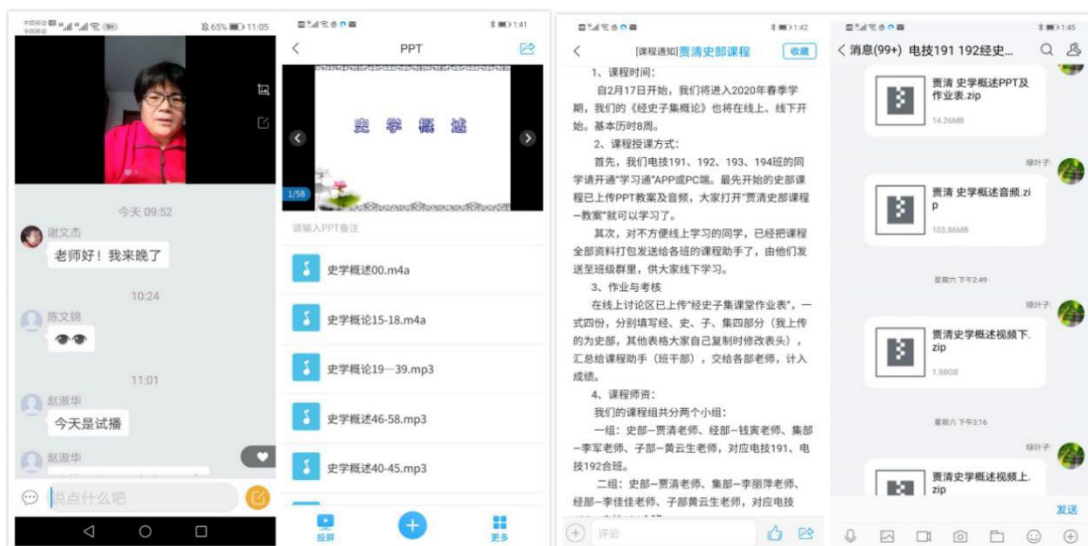 中国移动 HD 65% 11:05
中国移动
今天 09:52
谢文杰
老师好！我来晚了
10:24
陈文锦
11:01
赵淑华
今天是试播
赵淑华
说点什么吧
1:41
PPT
史 学 概 述
1/58
请输入PPT备注
史学概述00.m4a
史学概论15-18.m4a
史学概论19—39.mp3
史学概述46-58.mp3
史学概述40-45.mp3
投屏
更多
1:42
[课程通知]贾清史部课程
收藏
1、课程时间：
自2月17日开始，我们将进入2020年春季学
期，我们的《经史子集概论》也将在线上、线下开
始。基本历时8周。
2、课程授课方式：
首先，我们电技191、192、193、194班的同
学请开通“学习通”APP或PC端。最先开始的史部课
程已上传PPT教案及音频，大家打开“贾清史部课程
—教案”就可以学习了。
其次，对不方便线上学习的同学，已经把课程
全部资料打包发送给各班的课程助手了，由他们发
送至班级群里，供大家线下学习。
3、作业与考核
在线上讨论区已上传“经史子集课堂作业表”，一
式四份，分别填写经、史、子、集四部分（我上传
的为史部，其他表格大家自己复制时修改表头），
汇总给课程助手（班干部），交给各部老师，计入
成绩。
4、课程师资：
我们的课程组共分两个小组：
一组：史部—贾清老师、经部—钱寅老师、集部
—李军老师、子部—黄云生老师，对应电技191、电
技192合班。
二组：史部—贾清老师、集部—李丽萍老师、
经部—李佳佳老师、子部黄云生老师，对应电技
评论
1:45
消息(99+) 电技191 192经史...
贾清 史学概述PPT及
作业表.zip
14.26MB
绿叶子
贾清 史学概述音频.zi
p
103.86MB
星期六 下午2:49
绿叶子
贾清史学概述视频下.
zip
1.88GB
星期六 下午3:16
绿叶子
贾清史学概述视频上.
zip
发送